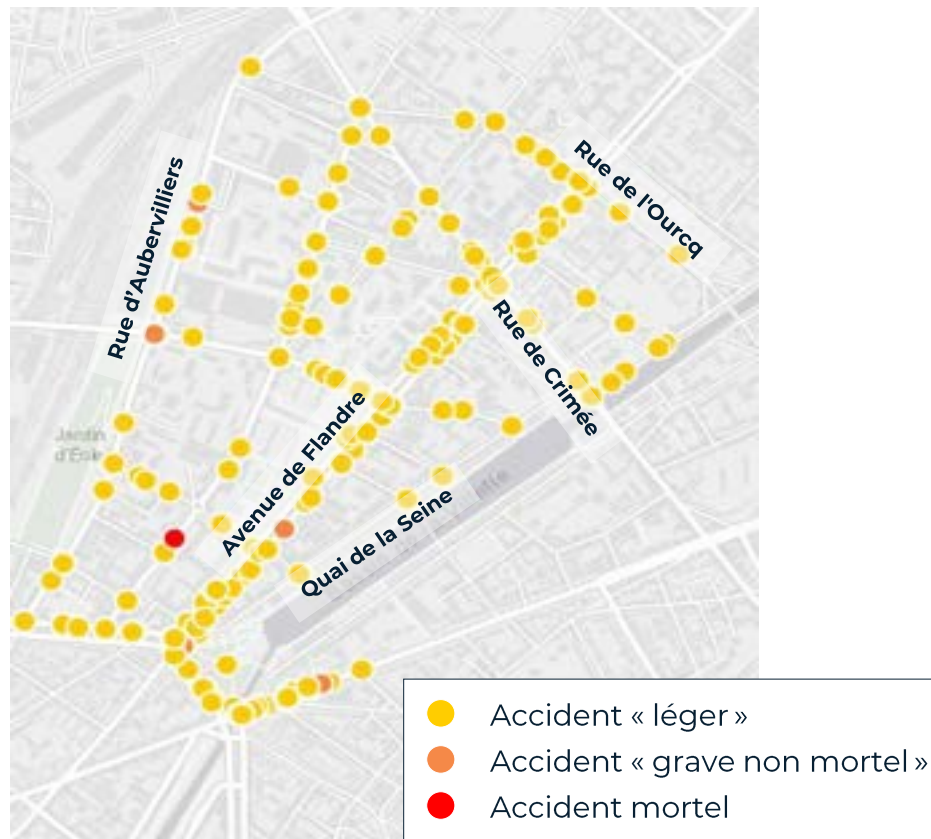 Rue de l'Ourcq
Rue d'Aubervilliers
Rue de Crimée
Avenue de Flandre
Jardin
Quai de la Seine
Accident « léger »
Accident « grave non mortel »
Accident mortel